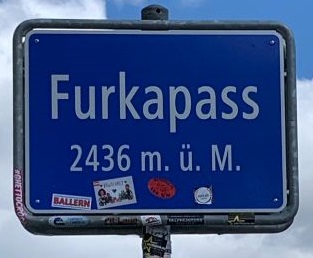 Furkapass
2436 m. ü. M.
BALLERN